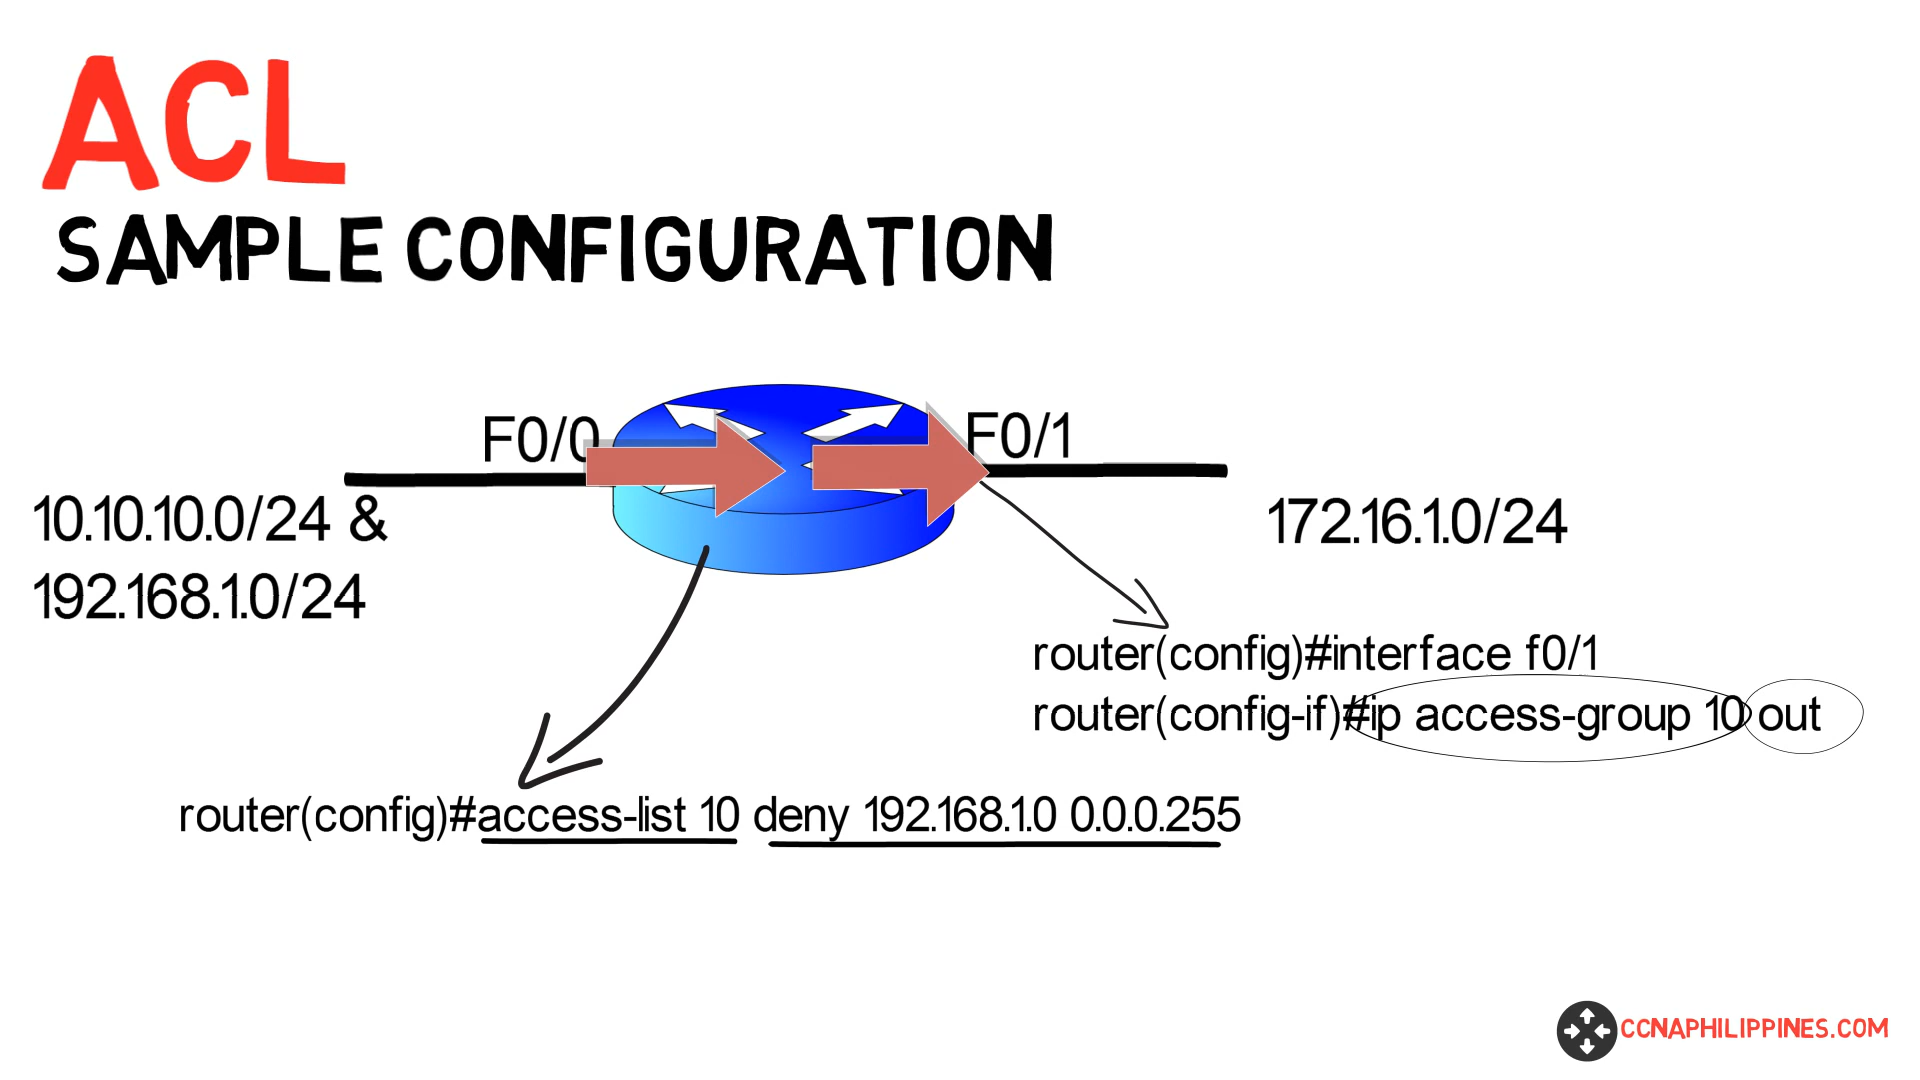 ACL
SAMPLE CONFIGURATION
F0/0
F0/1
10.10.10.0/24 &
192.168.1.0/24
172.16.1.0/24
router(config)#interface f0/1
router(config-if)#ip access-group 10 out
router(config)#access-list 10 deny 192.168.1.0 0.0.0.255
CCNAPHILIPPINES.COM